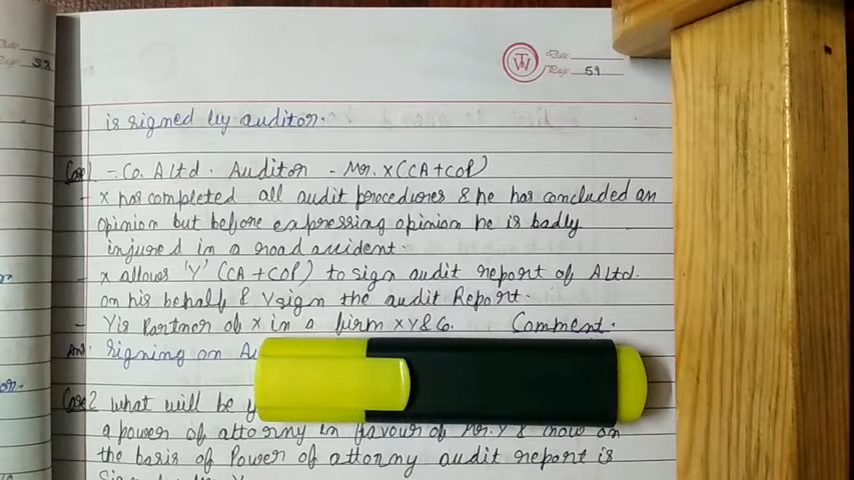 Date
Page 59
is signed by auditor.
Case 1 - Co. A Ltd. Auditor - Mr. X (CA+COP)
- X has completed all audit procedures & he has concluded an
opinion but before expressing opinion he is badly
injured in a road accident.
- X allows 'Y' (CA+COP) to sign audit report of A Ltd.
on his behalf & Y sign the audit Report.
- Y is Partner of X in a firm XY & Co. Comment.
Ans. Signing on
Case 2 What will be
a power of attorny in favour of Mr. Y & now on
the basis of Power of attorny audit report is